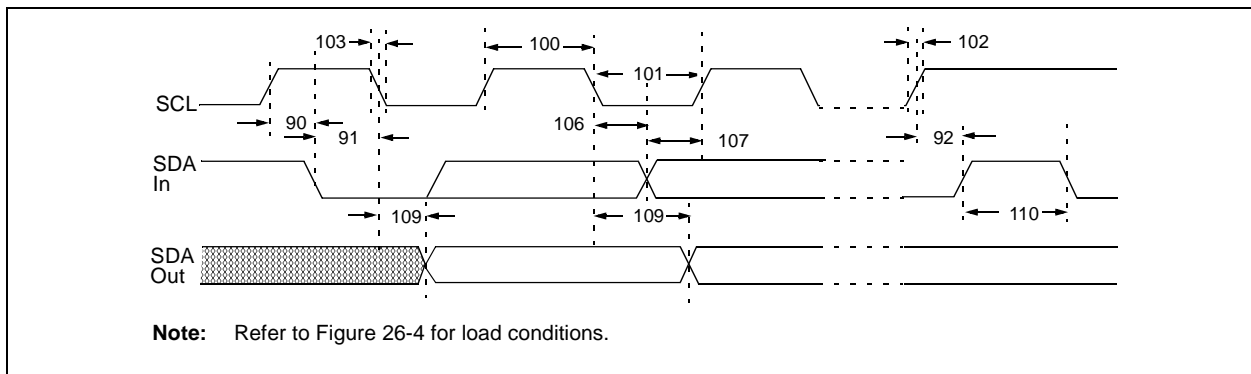 103
100
102
101
SCL
90
91
106
107
92
SDA
In
109
109
110
SDA
Out
Note: Refer to Figure 26-4 for load conditions.